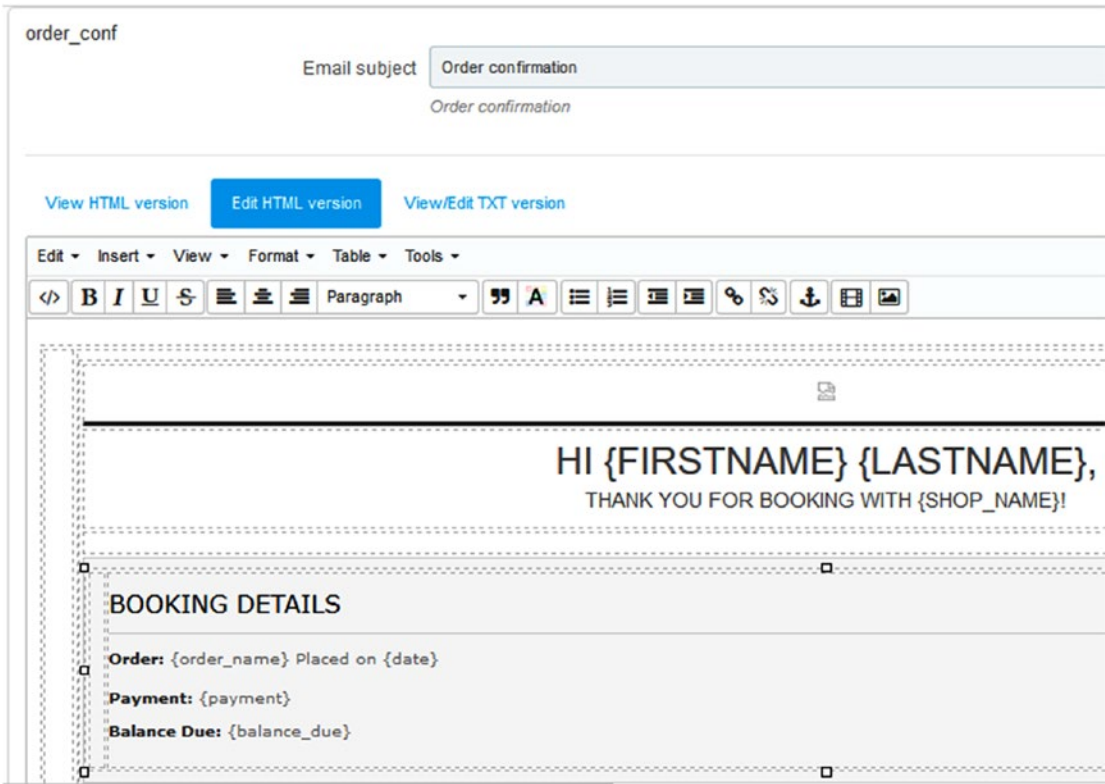 order_conf
Email subject Order confirmation
Order confirmation
View HTML version Edit HTML version View/Edit TXT version
Edit Insert View Format Table Tools
</> B I U S Paragraph A
HI {FIRSTNAME} {LASTNAME},
THANK YOU FOR BOOKING WITH {SHOP_NAME}!
BOOKING DETAILS
Order: {order_name} Placed on {date}
Payment: {payment}
Balance Due: {balance_due}